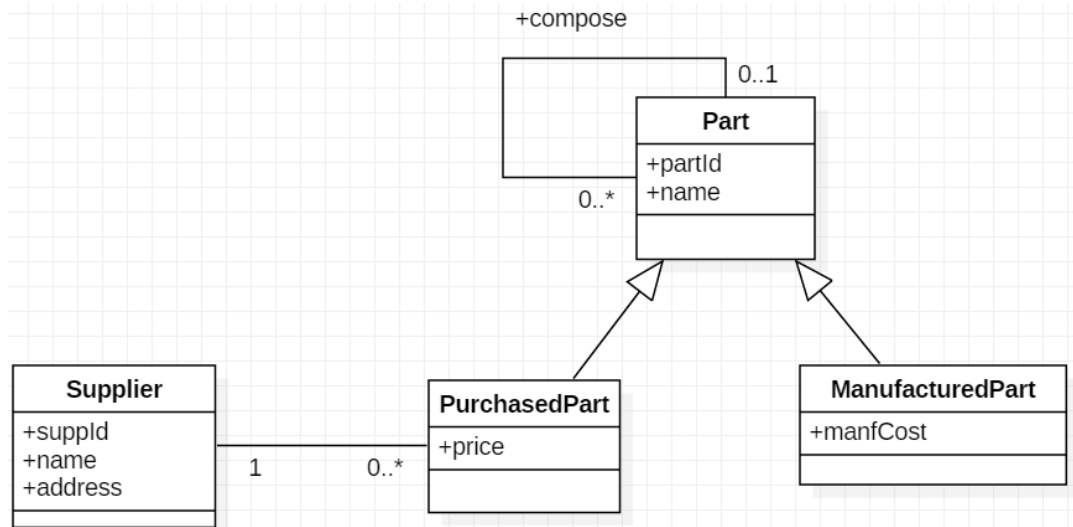 +compose
0..1
Part
+partId
+name
0..*
Supplier
+suppId
+name
+address
1
0..*
PurchasedPart
+price
ManufacturedPart
+manfCost